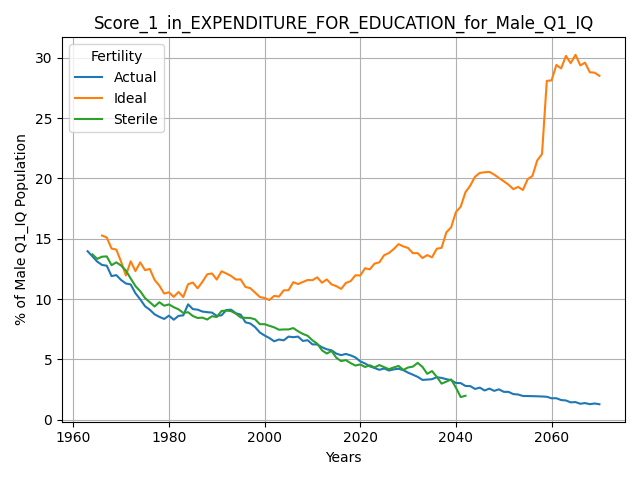 Score_1_in_EXPENDITURE_FOR_EDUCATION_for_Male_Q1_IQ
Fertility
Actual
Ideal
Sterile
% of Male Q1_IQ Population
30
25
20
15
10
5
0
1960
1980
2000
2020
2040
2060
Years